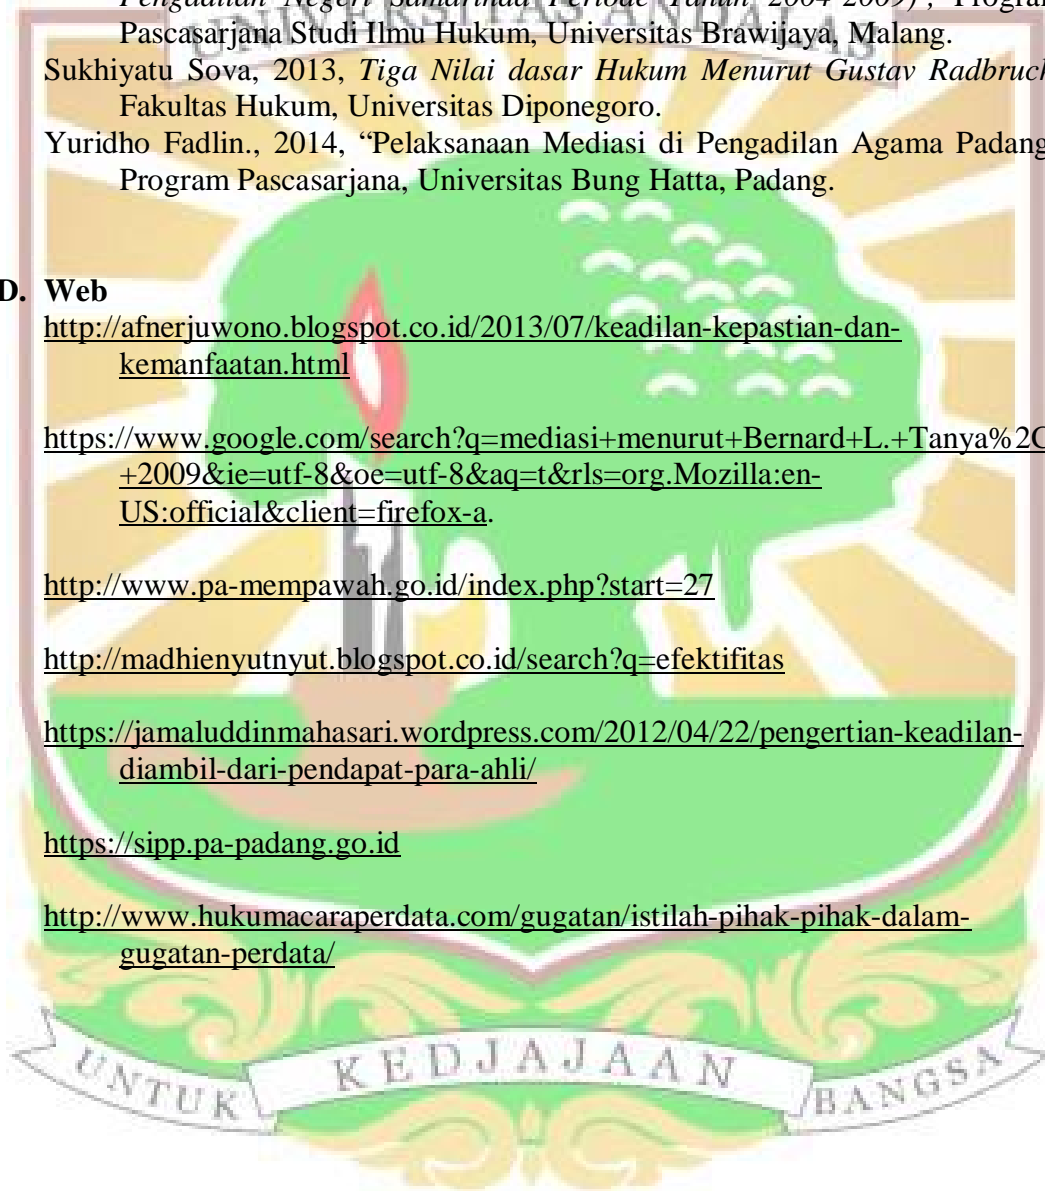 Pengadilan Negeri Samarinda Periode Tahun 2004-2009)", Program
UNIVERSITAS ANDALAS
Pascasarjana Studi Ilmu Hukum, Universitas Brawijaya, Malang.
Sukhiyatu Sova, 2013, Tiga Nilai dasar Hukum Menurut Gustav Radbruch
Fakultas Hukum, Universitas Diponegoro.
Yuridho Fadlin., 2014, “Pelaksanaan Mediasi di Pengadilan Agama Padang
Program Pascasarjana, Universitas Bung Hatta, Padang.
D. Web
http://afnerjuwono.blogspot.co.id/2013/07/keadilan-kepastian-dan-
kemanfaatan.html
https://www.google.com/search?q=mediasi+menurut+Bernard+L.+Tanya%2C
+2009&ie=utf-8&oe=utf-8&aq=t&rls=org.Mozilla:en-
US:official&client=firefox-a.
http://www.pa-mempawah.go.id/index.php?start=27
http://madhienyutnyut.blogspot.co.id/search?q=efektifitas
https://jamaluddinmahasari.wordpress.com/2012/04/22/pengertian-keadilan-
diambil-dari-pendapat-para-ahli/
https://sipp.pa-padang.go.id
http://www.hukumacaraperdata.com/gugatan/istilah-pihak-pihak-dalam-
gugatan-perdata/
UNTUK KEDJAJAAN BANGSA